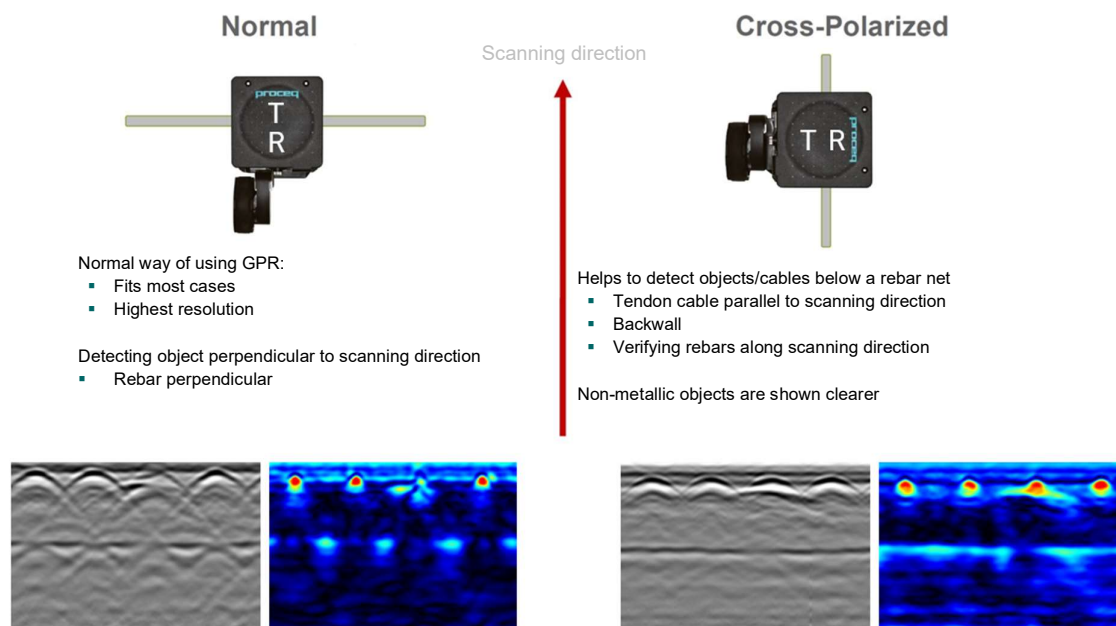 Normal
Cross-Polarized
Scanning direction
proceq
T
R
T R
proceq
Normal way of using GPR:
▪ Fits most cases
▪ Highest resolution
Detecting object perpendicular to scanning direction
▪ Rebar perpendicular
Helps to detect objects/cables below a rebar net
▪ Tendon cable parallel to scanning direction
▪ Backwall
▪ Verifying rebars along scanning direction
Non-metallic objects are shown clearer